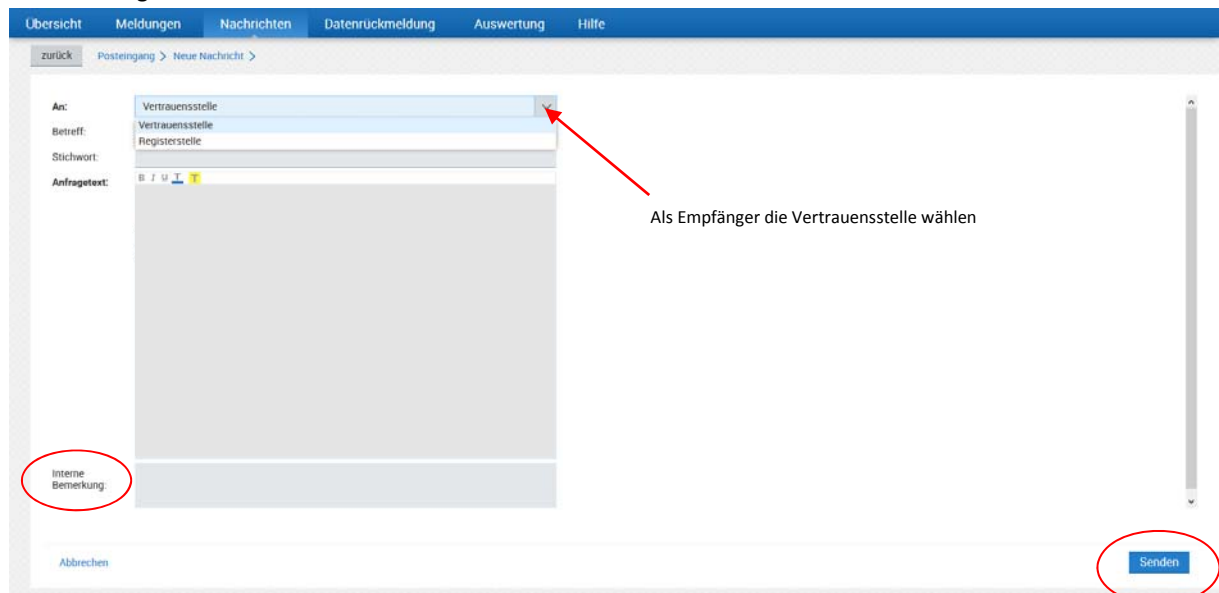 Übersicht Meldungen Nachrichten Datenrückmeldung Auswertung Hilfe
zurück Posteingang > Neue Nachricht >
An: Vertrauensstelle
Vertrauensstelle
Betreff:
Registerstelle
Stichwort:
Anfragetext: B I U T T
Als Empfänger die Vertrauensstelle wählen
Interne
Bemerkung:
Abbrechen Senden